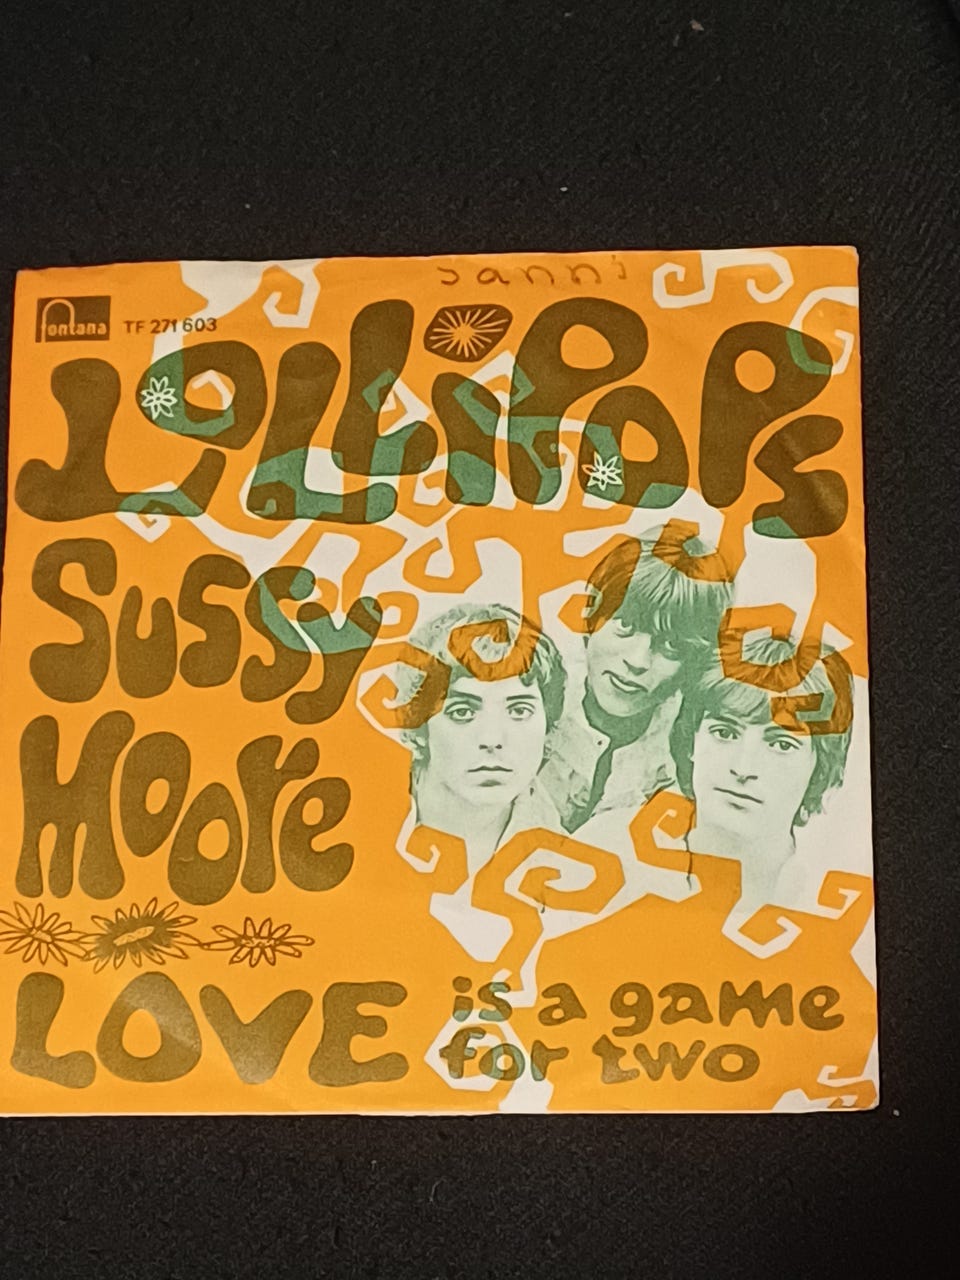 sanni
fontana TF 271 603
LOLLIPOPS
Sussy
Moore
LOVE is a game
for two